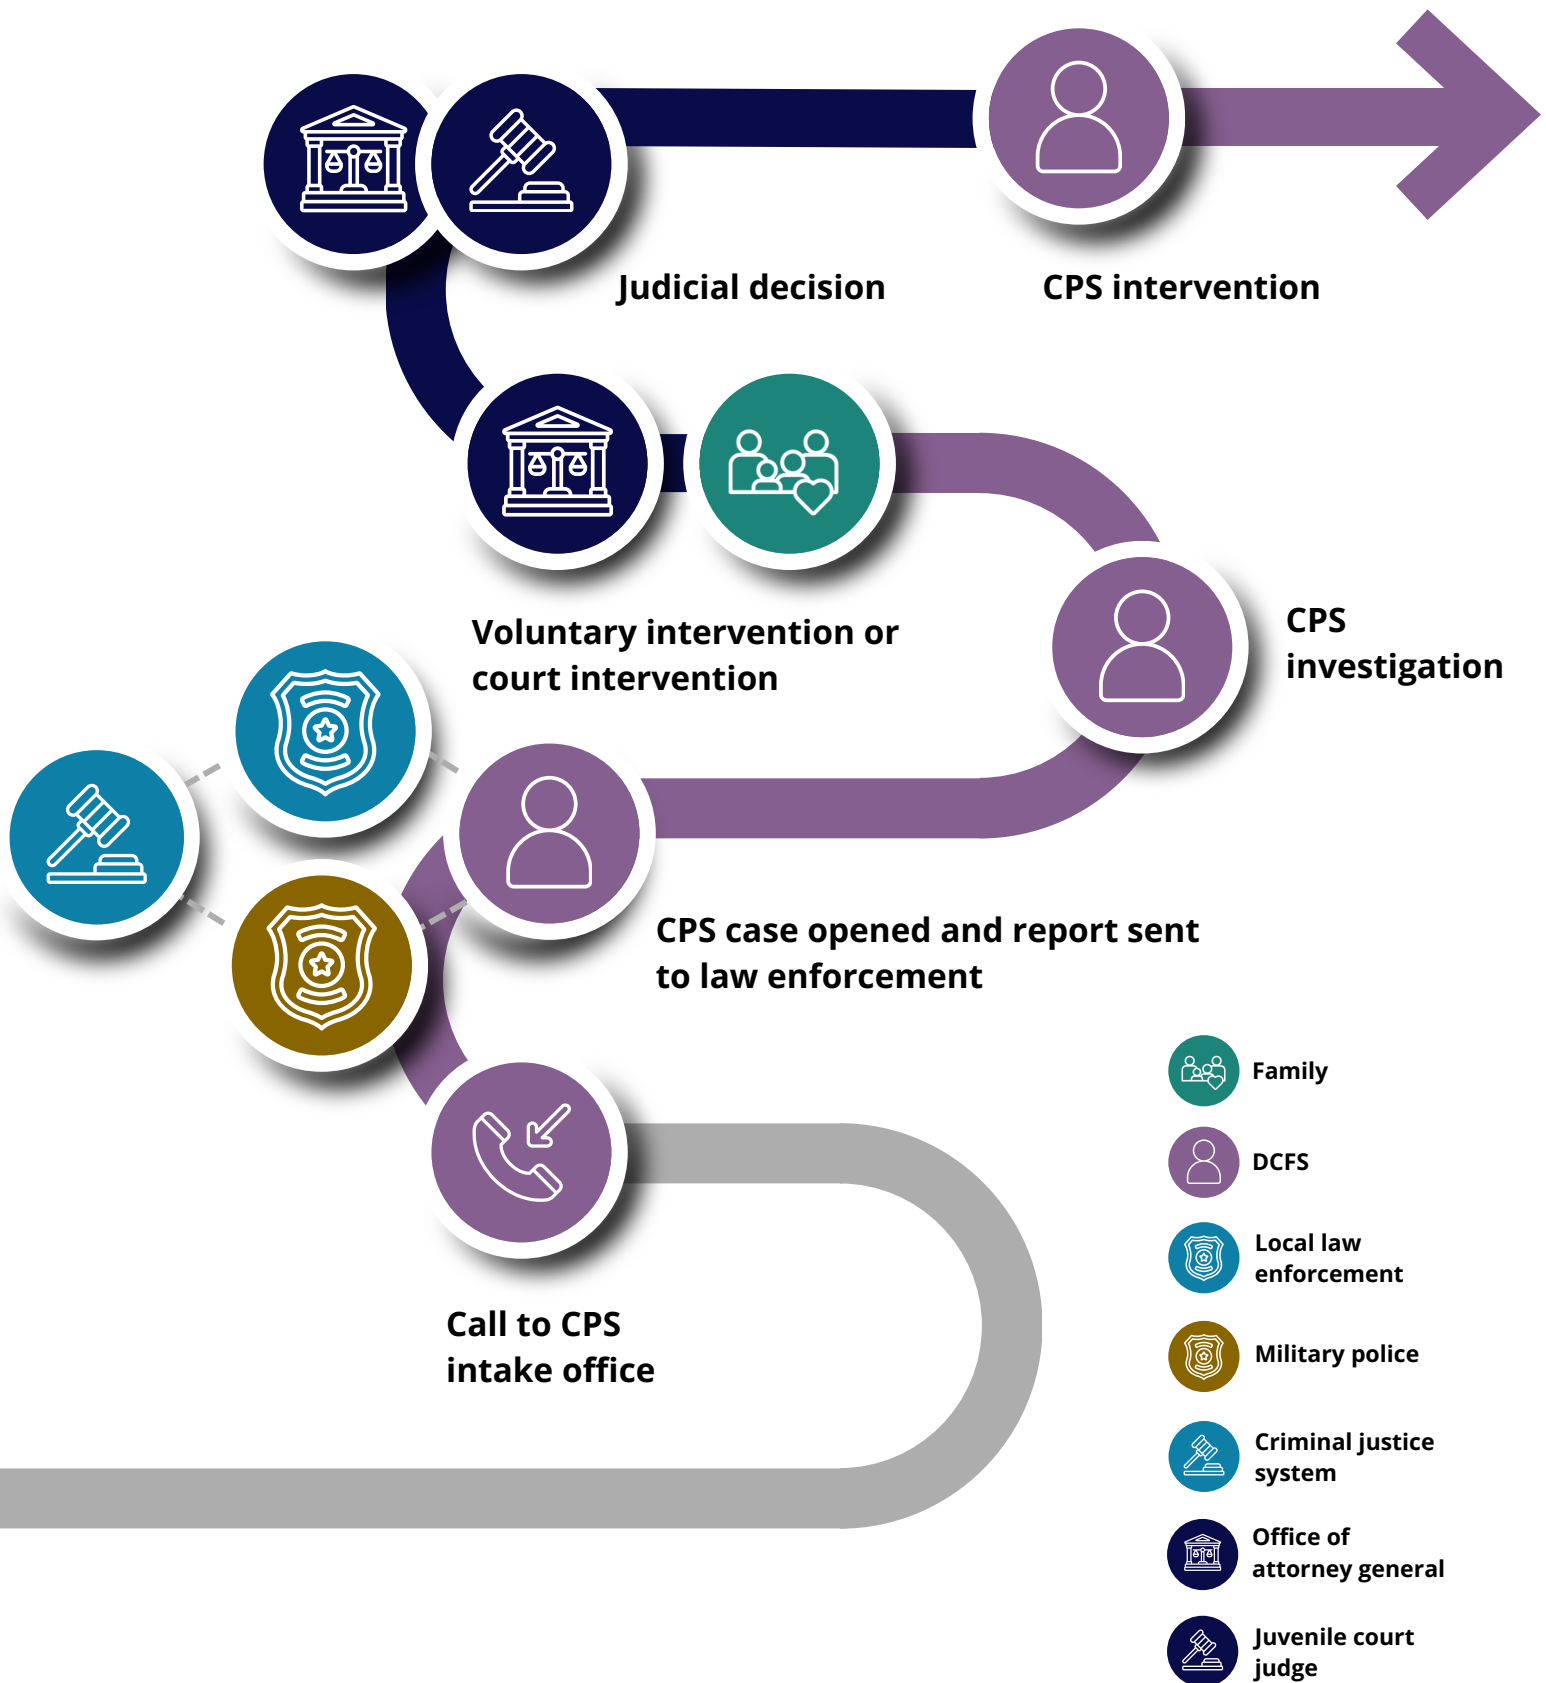 Judicial decision
CPS intervention
Voluntary intervention or
court intervention
CPS
investigation
CPS case opened and report sent
to law enforcement
Call to CPS
intake office
Family
DCFS
Local law
enforcement
Military police
Criminal justice
system
Office of
attorney general
Juvenile court
judge